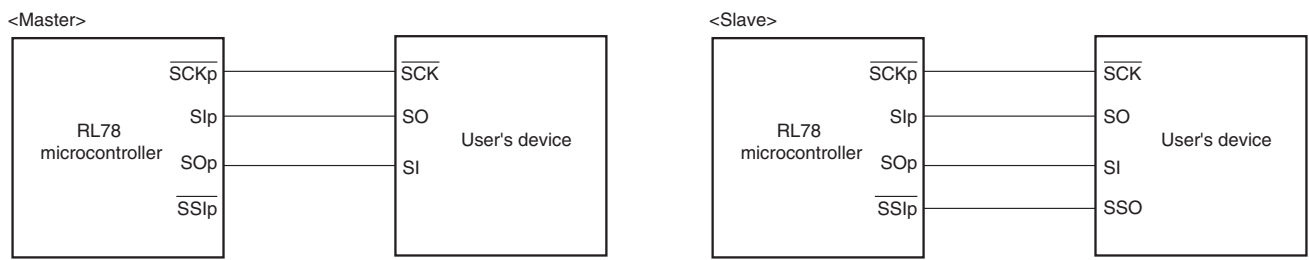 <Master>
SCKp
SIp
SOp
SSIp
RL78
microcontroller
SCK
SO
SI
User's device
<Slave>
SCKp
SIp
SOp
SSIp
RL78
microcontroller
SCK
SO
SI
SSO
User's device